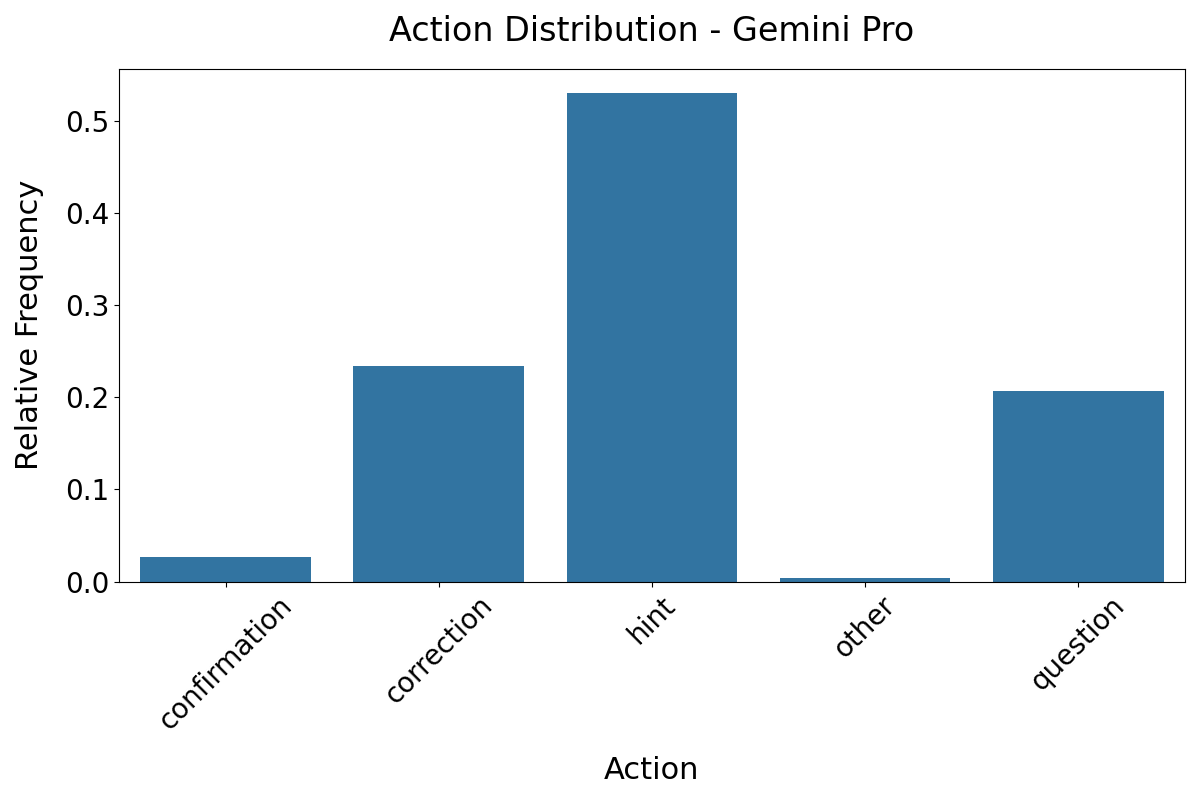 Action Distribution - Gemini Pro
Relative Frequency
0.5
0.4
0.3
0.2
0.1
0.0
confirmation
correction
hint
other
question
Action